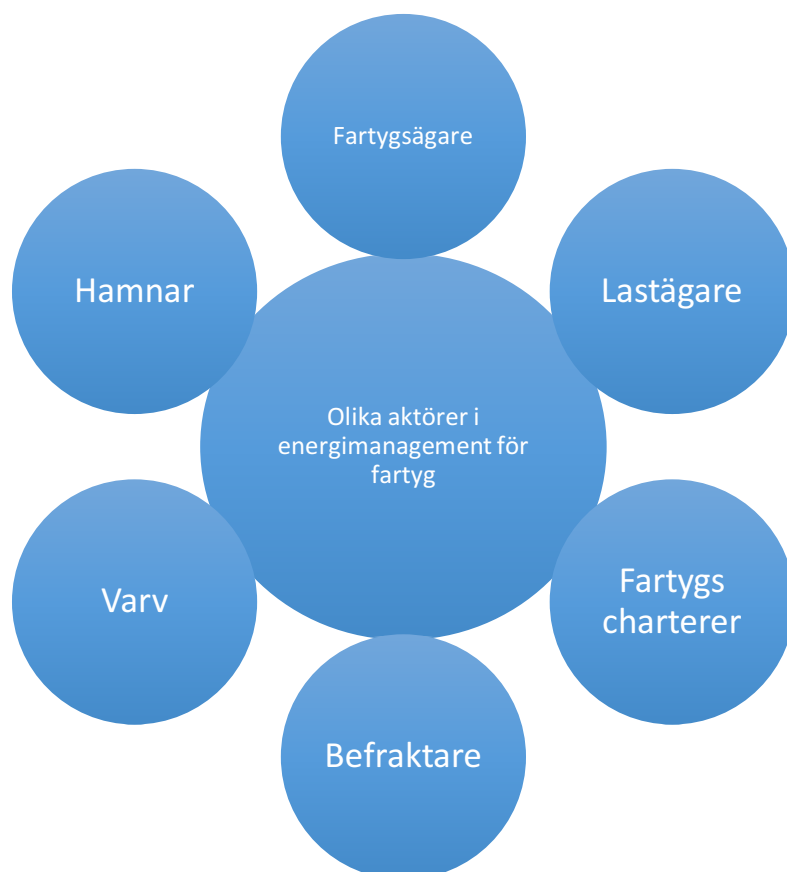 Fartygsägare
Hamnar
Lastägare
Olika aktörer i
energimanagement för
fartyg
Varv
Fartygs
charterer
Befraktare